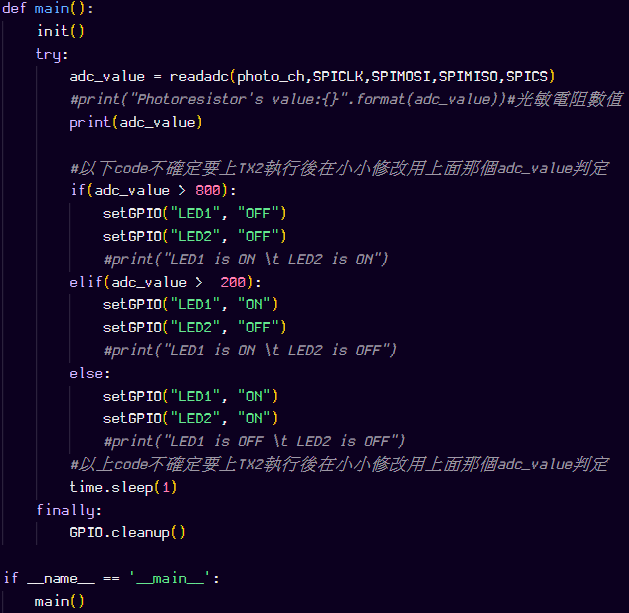 def main():
    init()
    try:
        adc_value = readadc(photo_ch,SPICLK,SPIMOSI,SPIMISO,SPICS)
        #print("Photoresistor's value:{}".format(adc_value))#光敏電阻數值
        print(adc_value)

        #以下code不確定要上TX2執行後在小小修改用上面那個adc_value判定
        if(adc_value > 800):
            setGPIO("LED1", "OFF")
            setGPIO("LED2", "OFF")
            #print("LED1 is ON \t LED2 is ON")
        elif(adc_value >  200):
            setGPIO("LED1", "ON")
            setGPIO("LED2", "OFF")
            #print("LED1 is ON \t LED2 is OFF")
        else:
            setGPIO("LED1", "ON")
            setGPIO("LED2", "ON")
            #print("LED1 is OFF \t LED2 is OFF")
        #以上code不確定要上TX2執行後在小小修改用上面那個adc_value判定
        time.sleep(1)
    finally:
        GPIO.cleanup()

if __name__ == '__main__':
    main()